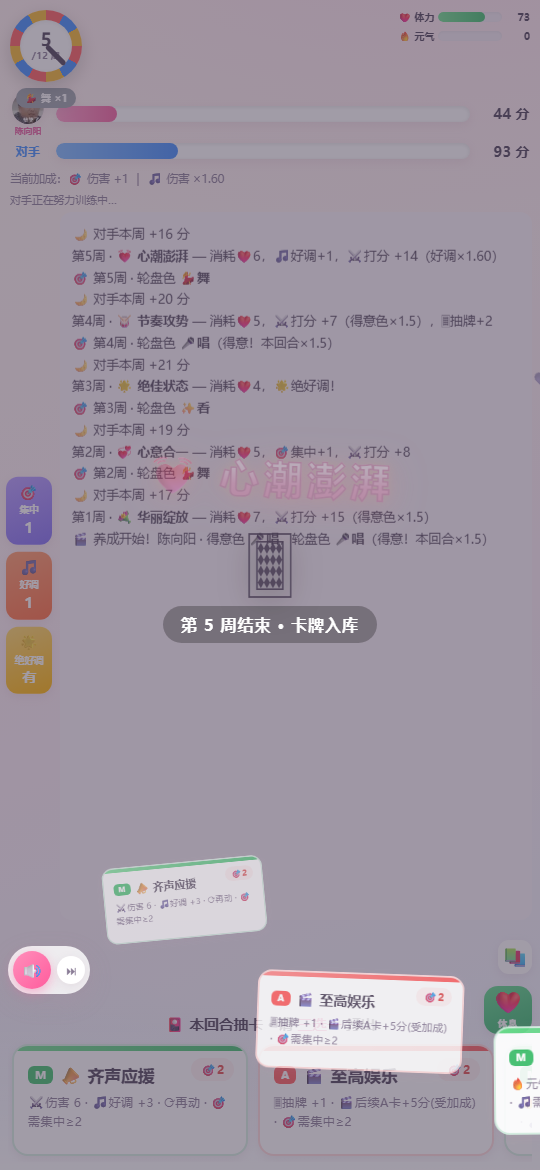 5
/12
体力 73
元气 0
舞 ×1
陈向阳
44 分
对手
93 分
当前加成: 伤害 +1 | 伤害 ×1.60
对手正在努力训练中...
对手本周 +16 分
第5周 · 心潮澎湃 — 消耗 6, 好调+1, 打分 +14（好调×1.60）
第5周 · 轮盘色 舞
对手本周 +20 分
第4周 · 节奏攻势 — 消耗 5, 打分 +7（得意色×1.5）, 抽牌+2
第4周 · 轮盘色 唱（得意! 本回合×1.5）
对手本周 +21 分
第3周 · 绝佳状态 — 消耗 4, 绝好调!
第3周 · 轮盘色 看
对手本周 +19 分
第2周 · 心意合一 — 消耗 5, 集中+1, 打分 +8
第2周 · 轮盘色 舞
心潮澎湃
对手本周 +17 分
第1周 · 华丽绽放 — 消耗 7, 打分 +15（得意色×1.5）
养成开始! 陈向阳 · 得意色 唱, 轮盘色 唱（得意! 本回合×1.5）
集中
1
好调
1
绝好调
有
第 5 周结束 • 卡牌入库
M 齐声应援 2
伤害 6 · 好调 +3 · 再动 ·
需集中≥2
A 至高娱乐 2
抽牌 +1 · 后续A卡+5分(受加成)
· 需集中≥2
休息
本回合抽卡
M 齐声应援 2
伤害 6 · 好调 +3 · 再动 ·
需集中≥2
A 至高娱乐 2
抽牌 +1 · 后续A卡+5分(受加成)
· 需集中≥2
M
元
· 需